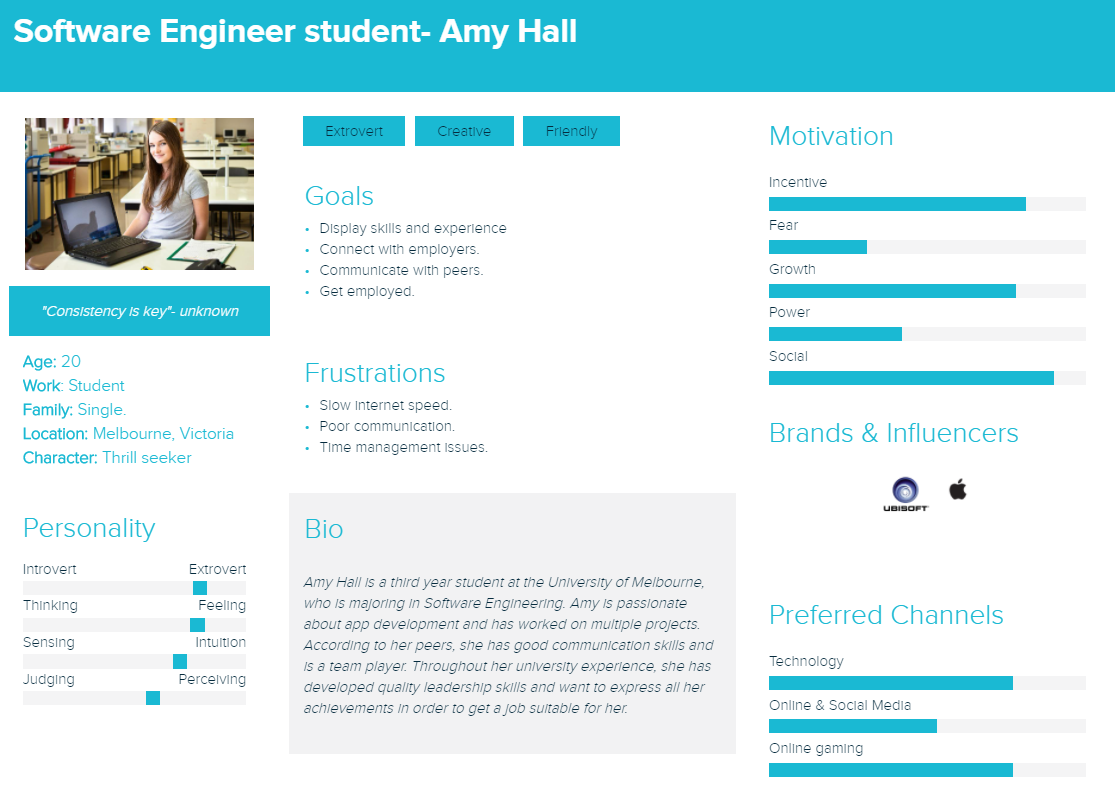 Software Engineer student- Amy Hall
"Consistency is key"- unknown
Age: 20
Work: Student
Family: Single.
Location: Melbourne, Victoria
Character: Thrill seeker
Personality
Introvert Extrovert
Thinking Feeling
Sensing Intuition
Judging Perceiving
Extrovert Creative Friendly
Goals
Display skills and experience
Connect with employers.
Communicate with peers.
Get employed.
Frustrations
Slow internet speed.
Poor communication.
Time management issues.
Bio
Amy Hall is a third year student at the University of Melbourne,
who is majoring in Software Engineering. Amy is passionate
about app development and has worked on multiple projects.
According to her peers, she has good communication skills and
is a team player. Throughout her university experience, she has
developed quality leadership skills and want to express all her
achievements in order to get a job suitable for her.
Motivation
Incentive
Fear
Growth
Power
Social
Brands & Influencers
UBISOFT
Preferred Channels
Technology
Online & Social Media
Online gaming